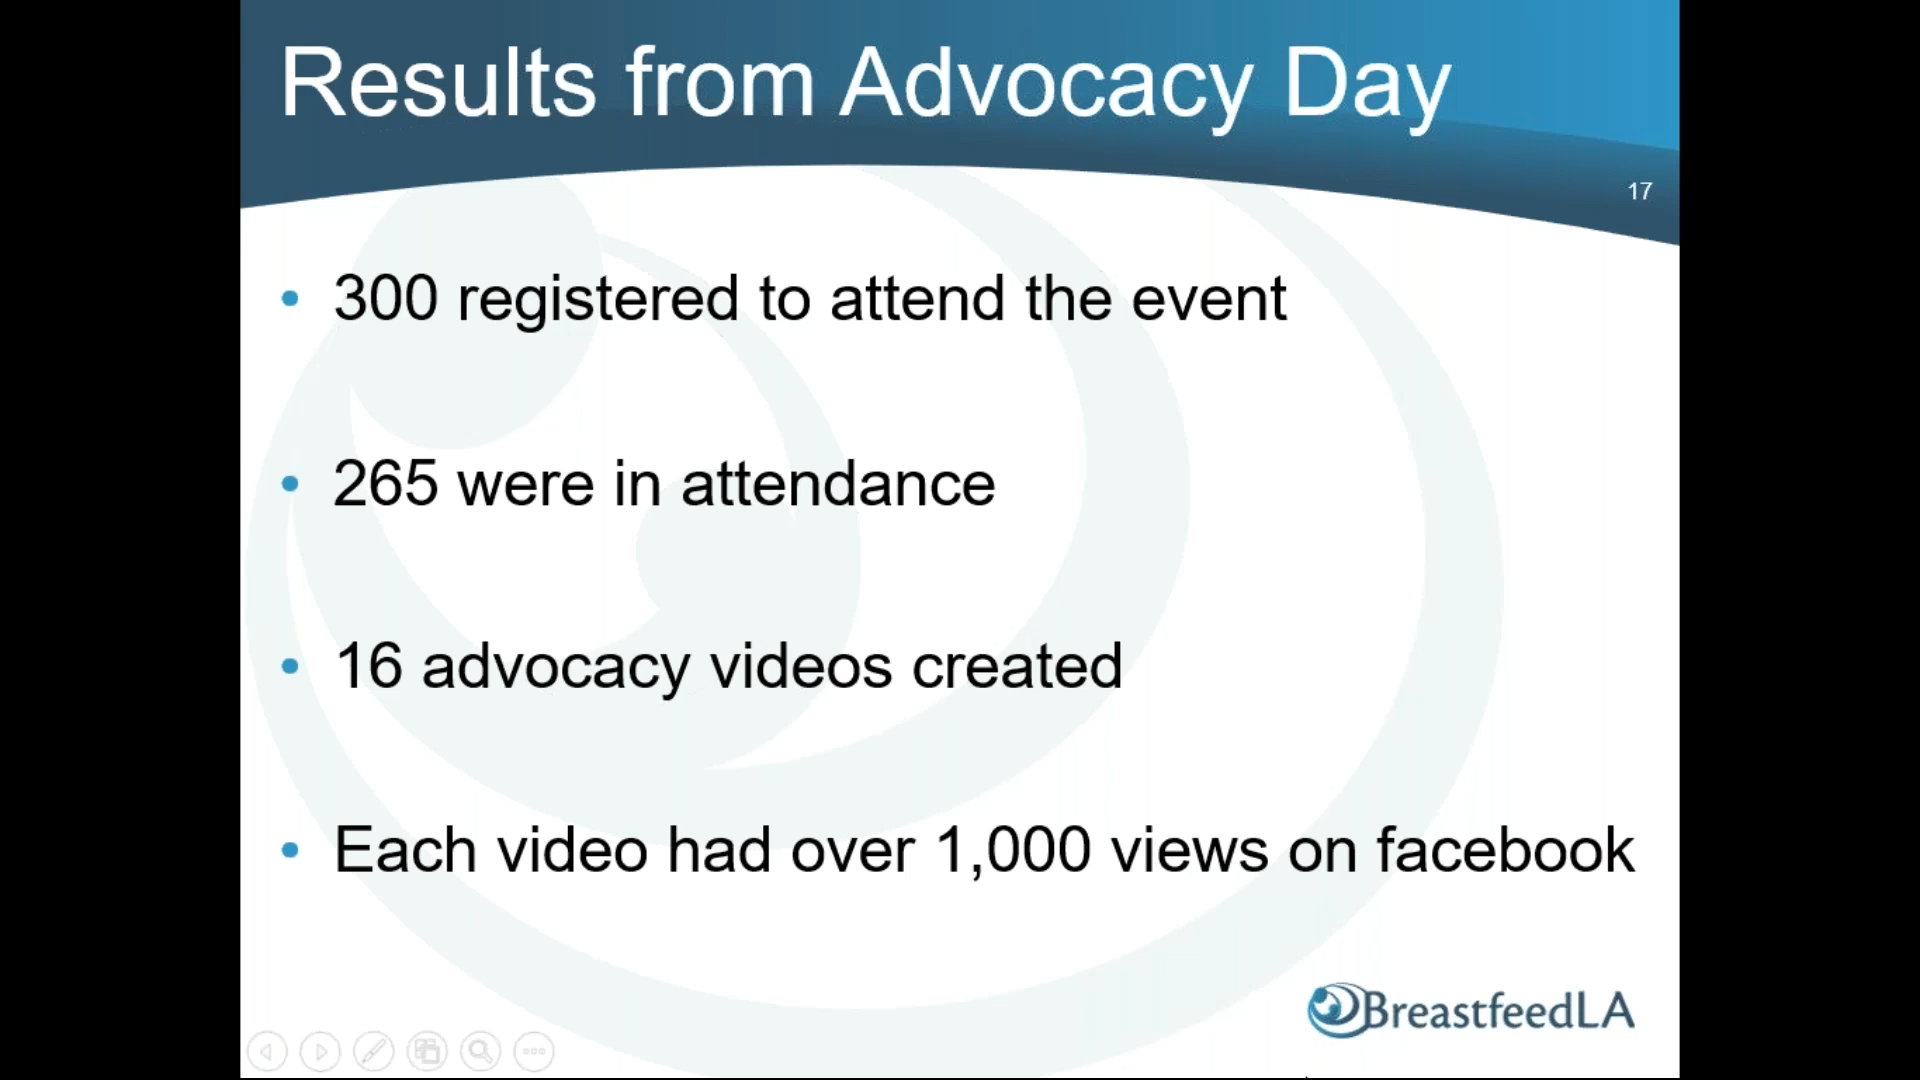 Results from Advocacy Day
17
• 300 registered to attend the event
• 265 were in attendance
• 16 advocacy videos created
• Each video had over 1,000 views on facebook
BreastfeedLA